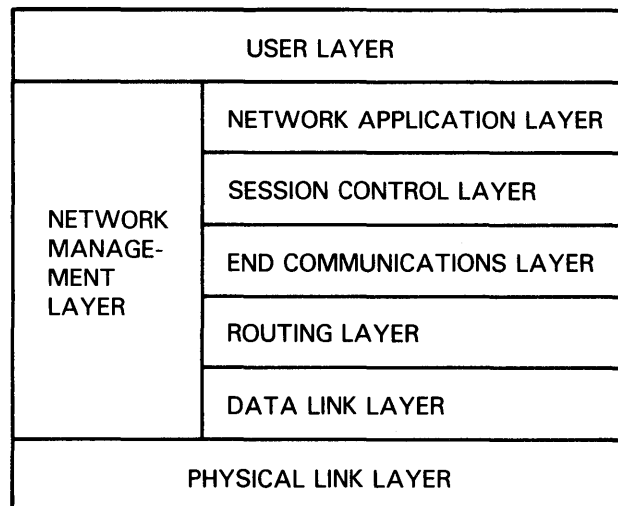 USER LAYER
NETWORK
MANAGE-
MENT
LAYER
NETWORK APPLICATION LAYER
SESSION CONTROL LAYER
END COMMUNICATIONS LAYER
ROUTING LAYER
DATA LINK LAYER
PHYSICAL LINK LAYER